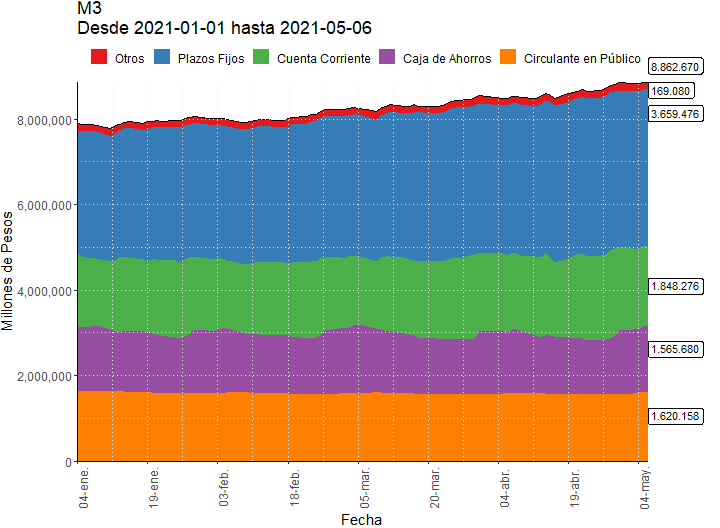 M3
Desde 2021-01-01 hasta 2021-05-06
Otros Plazos Fijos Cuenta Corriente Caja de Ahorros Circulante en Público
8.862.670
169.080
3.659.476
1.848.276
1.565.680
1.620.158
Millones de Pesos
8,000,000
6,000,000
4,000,000
2,000,000
0
04-ene.
19-ene.
03-feb.
18-feb.
05-mar.
20-mar.
04-abr.
19-abr.
04-may.
Fecha